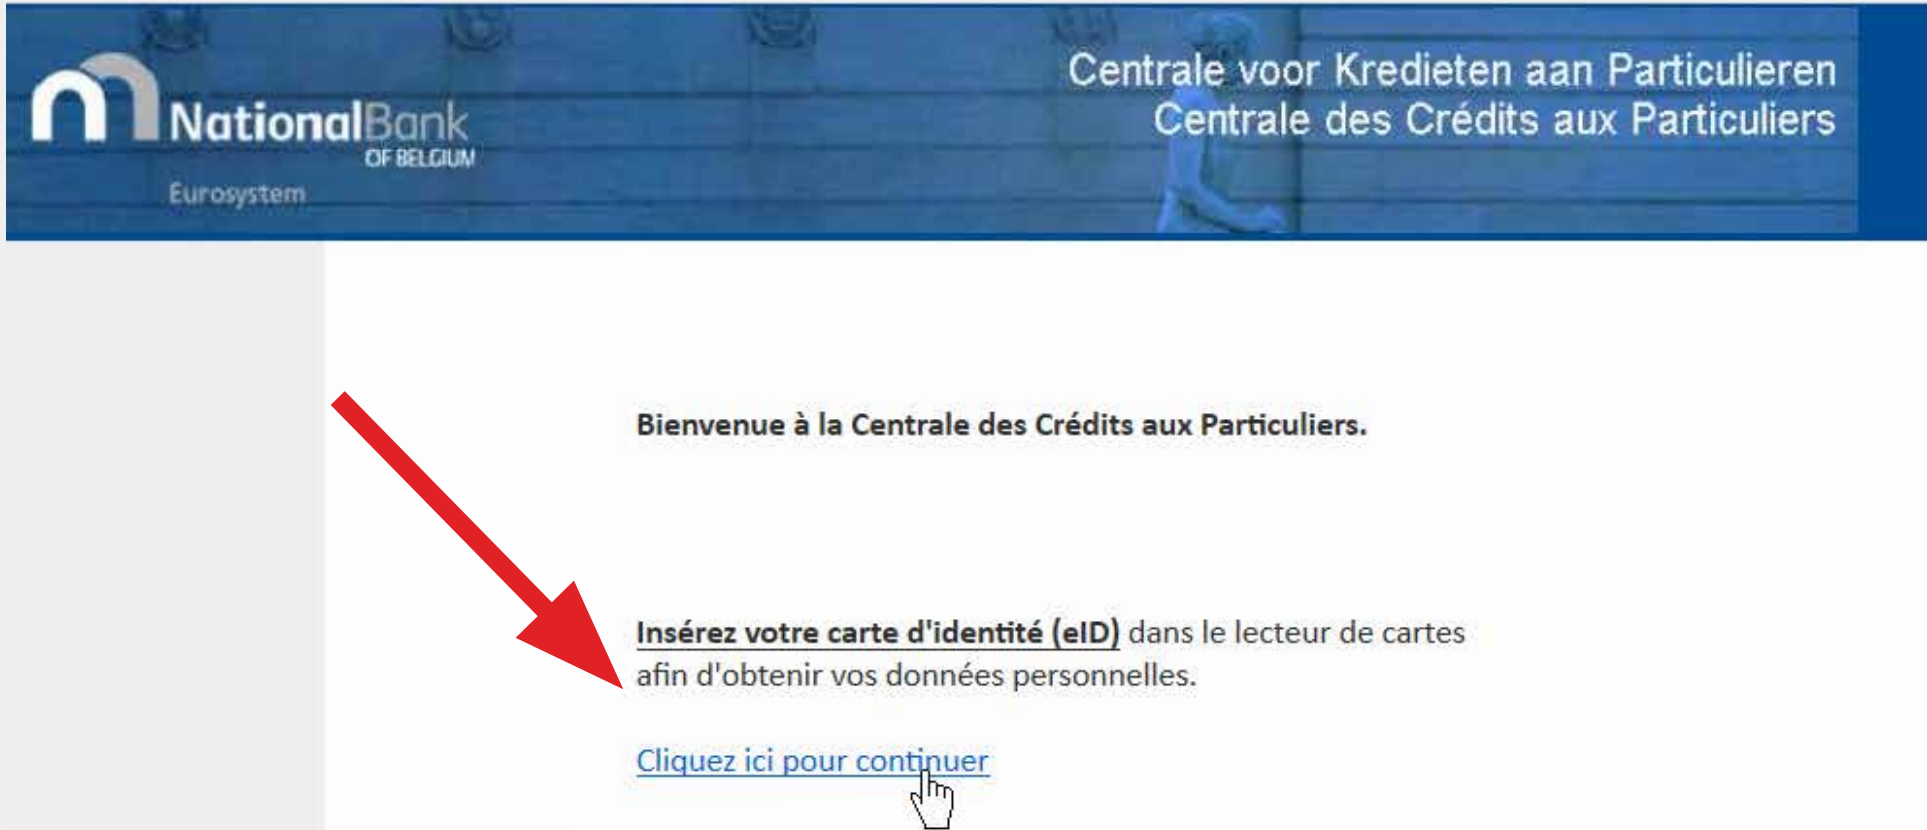 NationalBank
OF BELGIUM
Eurosystem
Centrale voor Kredieten aan Particulieren
Centrale des Crédits aux Particuliers
Bienvenue à la Centrale des Crédits aux Particuliers.
Insérez votre carte d'identité (eID) dans le lecteur de cartes
afin d'obtenir vos données personnelles.
Cliquez ici pour continuer